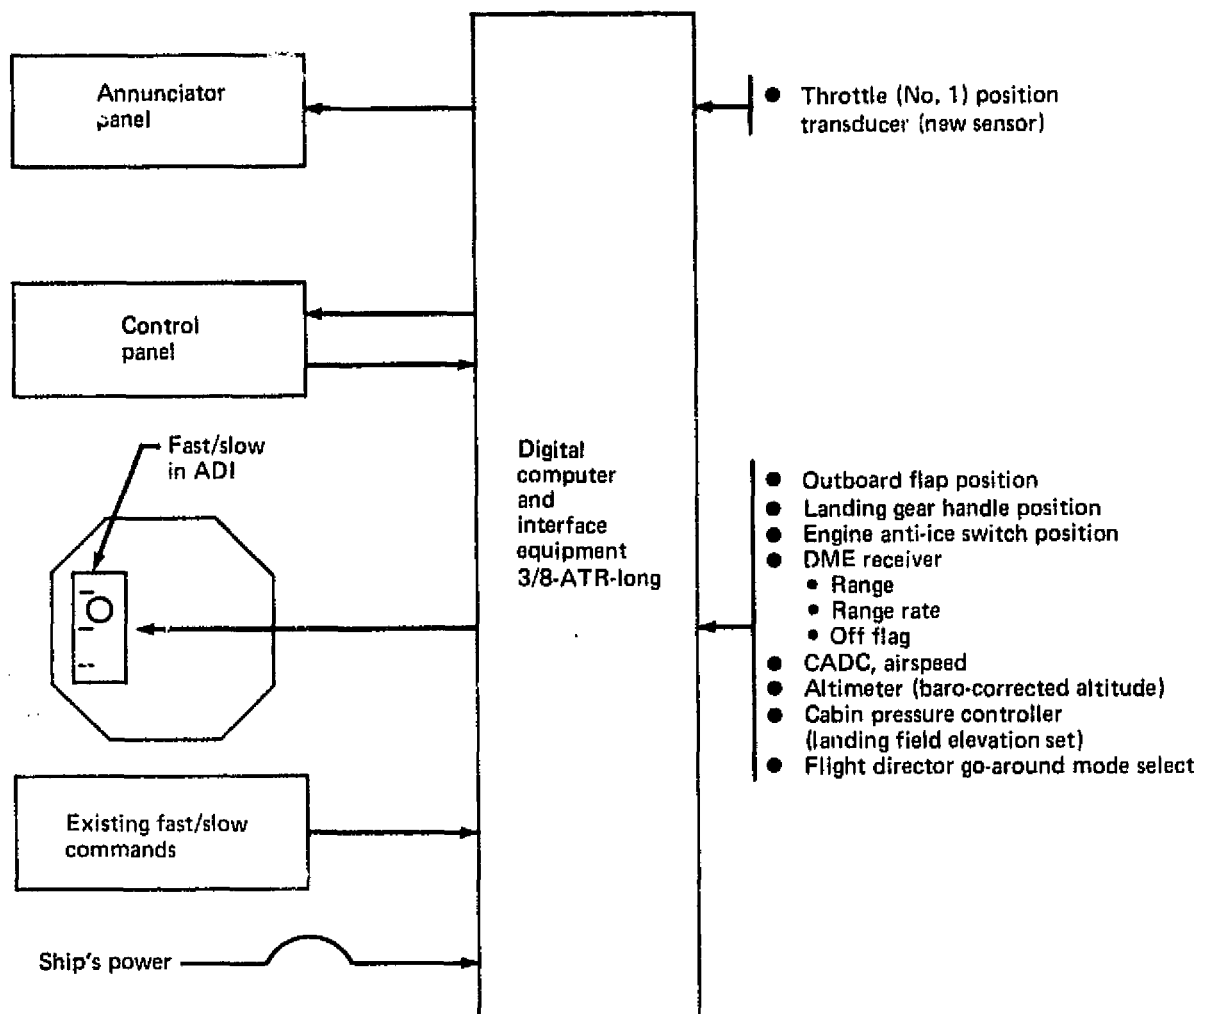 Annunciator
panel
Throttle (No. 1) position
transducer (new sensor)
Control
panel
Fast/slow
in ADI
Digital
computer
and
interface
equipment
3/8-ATR-long
Outboard flap position
Landing gear handle position
Engine anti-ice switch position
DME receiver
Range
Range rate
Off flag
CADC, airspeed
Altimeter (baro-corrected altitude)
Cabin pressure controller
(landing field elevation set)
Flight director go-around mode select
Existing fast/slow
commands
Ship's power